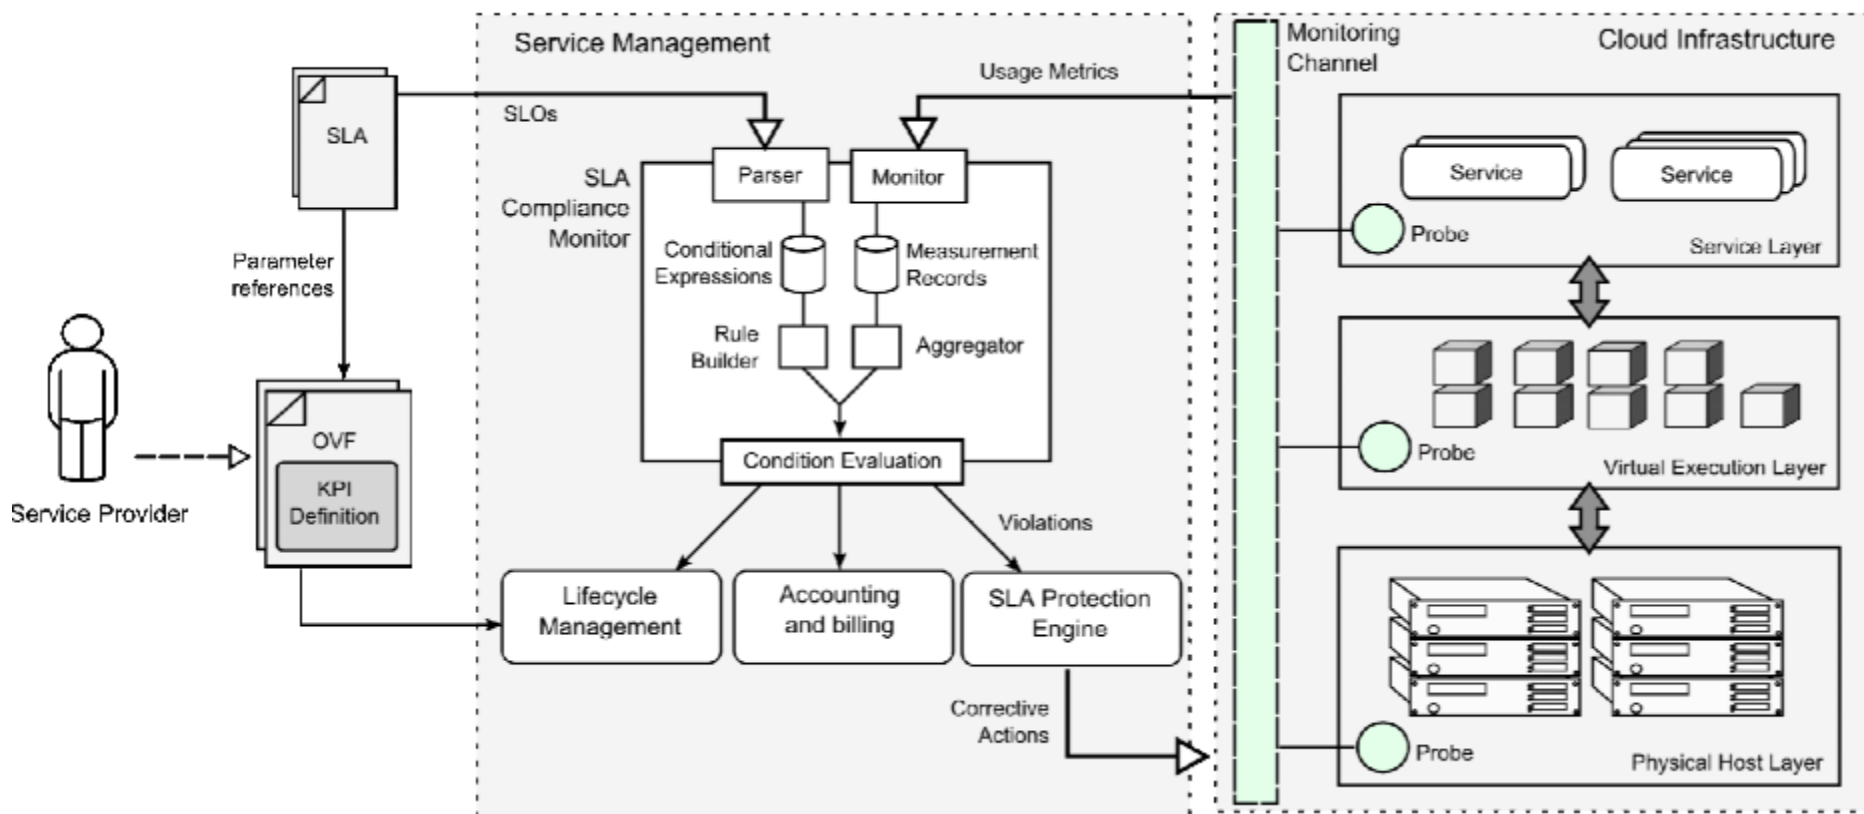 Service Management
Monitoring
Channel
Cloud Infrastructure
Usage Metrics
SLOs
SLA
Parser
Monitor
SLA
Compliance
Monitor
Conditional
Expressions
Measurement
Records
Rule
Builder
Aggregator
Condition Evaluation
Parameter
references
OVF
KPI
Definition
Service Provider
Violations
Lifecycle
Management
Accounting
and billing
SLA Protection
Engine
Corrective
Actions
Service
Service
Probe
Service Layer
Probe
Virtual Execution Layer
Probe
Physical Host Layer